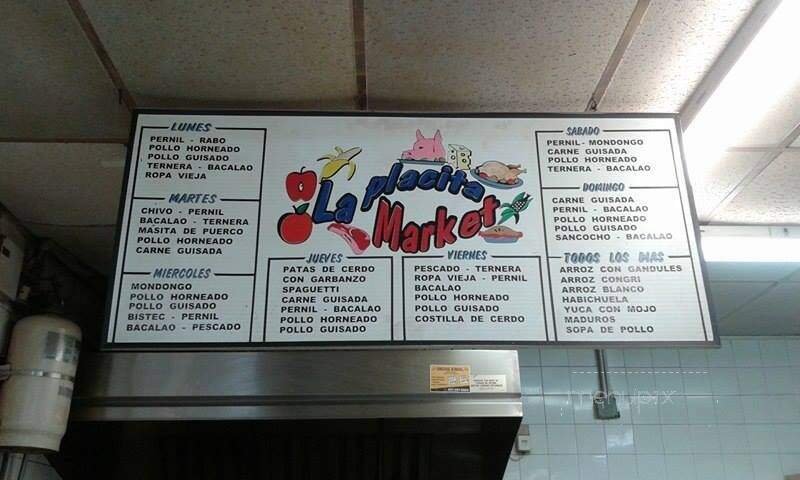 LUNES
PERNIL - RABO
POLLO HORNEADO
POLLO GUISADO
TERNERA - BACALAO
ROPA VIEJA
MARTES
CHIVO - PERNIL
BACALAO - TERNERA
MASITA DE PUERCO
POLLO HORNEADO
CARNE GUISADA
MIERCOLES
MONDONGO
POLLO HORNEADO
POLLO GUISADO
BISTEC - PERNIL
BACALAO - PESCADO
La placita
Market
JUEVES
PATAS DE CERDO
CON GARBANZO
SPAGUETTI
CARNE GUISADA
PERNIL - BACALAO
POLLO HORNEADO
POLLO GUISADO
VIERNES
PESCADO - TERNERA
ROPA VIEJA - PERNIL
BACALAO
POLLO HORNEADO
POLLO GUISADO
COSTILLA DE CERDO
SABADO
PERNIL- MONDONGO
CARNE GUISADA
POLLO HORNEADO
TERNERA - BACALAO
DOMINGO
CARNE GUISADA
PERNIL - BACALAO
POLLO HORNEADO
POLLO GUISADO
SANCOCHO - BACALAO
TODOS LOS DIAS
ARROZ CON GANDULES
ARROZ CONGRI
ARROZ BLANCO
HABICHUELA
YUCA CON MOJO
MADUROS
SOPA DE POLLO
menupix